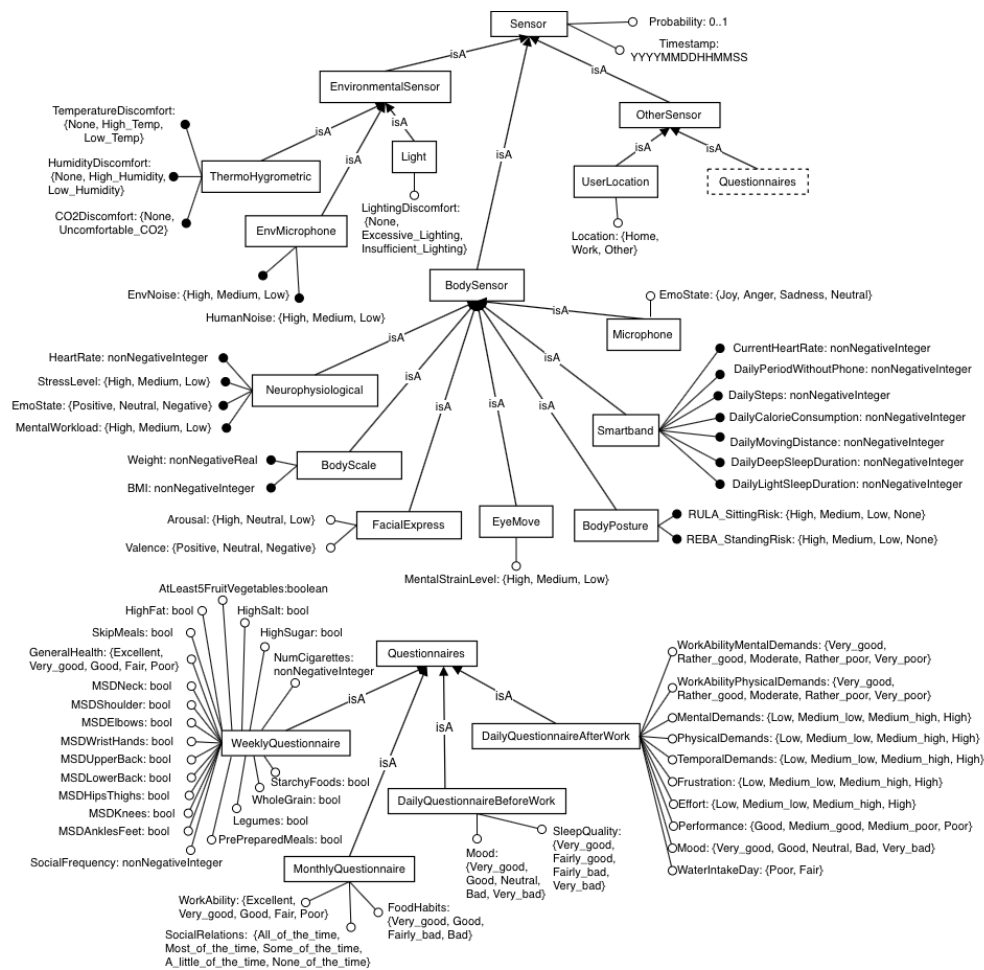 Sensor
Probability: 0..1
Timestamp:
YYYYMMDDHHMMSS
isA
isA
EnvironmentalSensor
OtherSensor
TemperatureDiscomfort:
{None, High_Temp,
Low_Temp}
isA
isA
isA
isA
isA
isA
Light
HumidityDiscomfort:
{None, High_Humidity,
Low_Humidity}
ThermoHygrometric
UserLocation
Questionnaires
CO2Discomfort: {None,
Uncomfortable_CO2}
LightingDiscomfort:
{None,
Excessive_Lighting,
Insufficient_Lighting}
EnvMicrophone
Location: {Home,
Work, Other}
BodySensor
EnvNoise: {High, Medium, Low}
HumanNoise: {High, Medium, Low}
EmoState: {Joy, Anger, Sadness, Neutral}
isA
Microphone
isA
isA
isA
isA
isA
isA
HeartRate: nonNegativeInteger
StressLevel: {High, Medium, Low}
EmoState: {Positive, Neutral, Negative}
MentalWorkload: {High, Medium, Low}
Neurophysiological
CurrentHeartRate: nonNegativeInteger
DailyPeriodWithoutPhone: nonNegativeInteger
DailySteps: nonNegativeInteger
DailyCalorieConsumption: nonNegativeInteger
DailyMovingDistance: nonNegativeInteger
DailyDeepSleepDuration: nonNegativeInteger
DailyLightSleepDuration: nonNegativeInteger
Smartband
Weight: nonNegativeReal
BMI: nonNegativeInteger
BodyScale
Arousal: {High, Neutral, Low}
Valence: {Positive, Neutral, Negative}
FacialExpress
EyeMove
BodyPosture
RULA_SittingRisk: {High, Medium, Low, None}
REBA_StandingRisk: {High, Medium, Low, None}
MentalStrainLevel: {High, Medium, Low}
AtLeast5FruitVegetables:boolean
HighFat: bool
HighSalt: bool
SkipMeals: bool
HighSugar: bool
GeneralHealth: {Excellent,
Very_good, Good, Fair, Poor}
NumCigarettes:
nonNegativeInteger
MSDNeck: bool
MSDShoulder: bool
MSDElbows: bool
MSDWristHands: bool
MSDUpperBack: bool
MSDLowerBack: bool
MSDHipsThighs: bool
MSDKnees: bool
MSDAnklesFeet: bool
SocialFrequency: nonNegativeInteger
WeeklyQuestionnaire
StarchyFoods: bool
WholeGrain: bool
Legumes: bool
PrePreparedMeals: bool
Questionnaires
isA
isA
isA
isA
DailyQuestionnaireAfterWork
DailyQuestionnaireBeforeWork
WorkAbilityMentalDemands: {Very_good,
Rather_good, Moderate, Rather_poor, Very_poor}
WorkAbilityPhysicalDemands: {Very_good,
Rather_good, Moderate, Rather_poor, Very_poor}
MentalDemands: {Low, Medium_low, Medium_high, High}
PhysicalDemands: {Low, Medium_low, Medium_high, High}
TemporalDemands: {Low, Medium_low, Medium_high, High}
Frustration: {Low, Medium_low, Medium_high, High}
Effort: {Low, Medium_low, Medium_high, High}
Performance: {Good, Medium_good, Medium_poor, Poor}
Mood: {Very_good, Good, Neutral, Bad, Very_bad}
WaterIntakeDay: {Poor, Fair}
Mood:
{Very_good,
Good, Neutral,
Bad, Very_bad}
SleepQuality:
{Very_good,
Fairly_good,
Fairly_bad,
Very_bad}
MonthlyQuestionnaire
WorkAbility: {Excellent,
Very_good, Good, Fair, Poor}
FoodHabits:
{Very_good, Good,
Fairly_bad, Bad}
SocialRelations: {All_of_the_time,
Most_of_the_time, Some_of_the_time,
A_little_of_the_time, None_of_the_time}